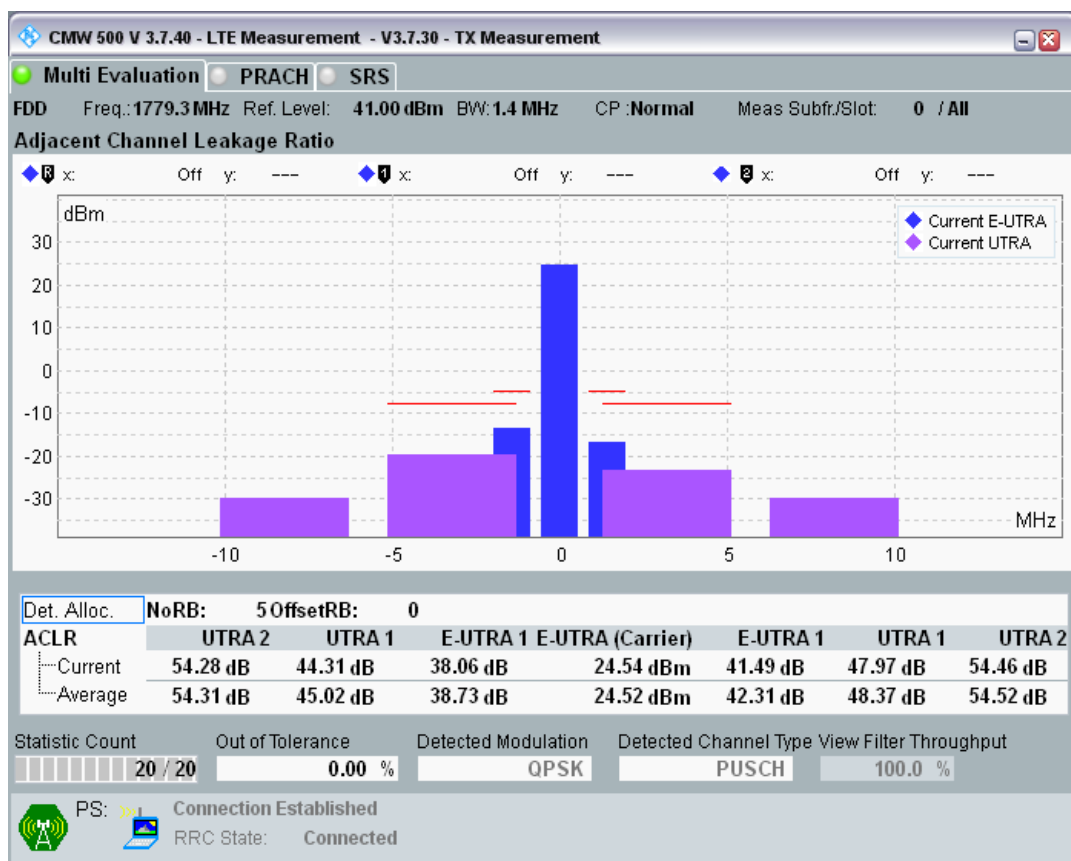 CMW 500 V 3.7.40 - LTE Measurement - V3.7.30 - TX Measurement
Multi Evaluation PRACH SRS
FDD Freq.: 1779.3 MHz Ref. Level: 41.00 dBm BW: 1.4 MHz CP :Normal Meas Subfr./Slot: 0 / All
Adjacent Channel Leakage Ratio
R x: Off y: --- 1 x: Off y: --- 2 x: Off y: ---
dBm
Current E-UTRA
Current UTRA
30
20
10
0
-10
-20
-30
MHz
-10 -5 0 5 10
Det. Alloc. NoRB: 5 OffsetRB: 0
ACLR UTRA 2 UTRA 1 E-UTRA 1 E-UTRA (Carrier) E-UTRA 1 UTRA 1 UTRA 2
Current 54.28 dB 44.31 dB 38.06 dB 24.54 dBm 41.49 dB 47.97 dB 54.46 dB
Average 54.31 dB 45.02 dB 38.73 dB 24.52 dBm 42.31 dB 48.37 dB 54.52 dB
Statistic Count Out of Tolerance Detected Modulation Detected Channel Type View Filter Throughput
20 / 20 0.00 % QPSK PUSCH 100.0 %
PS: Connection Established
RRC State: Connected